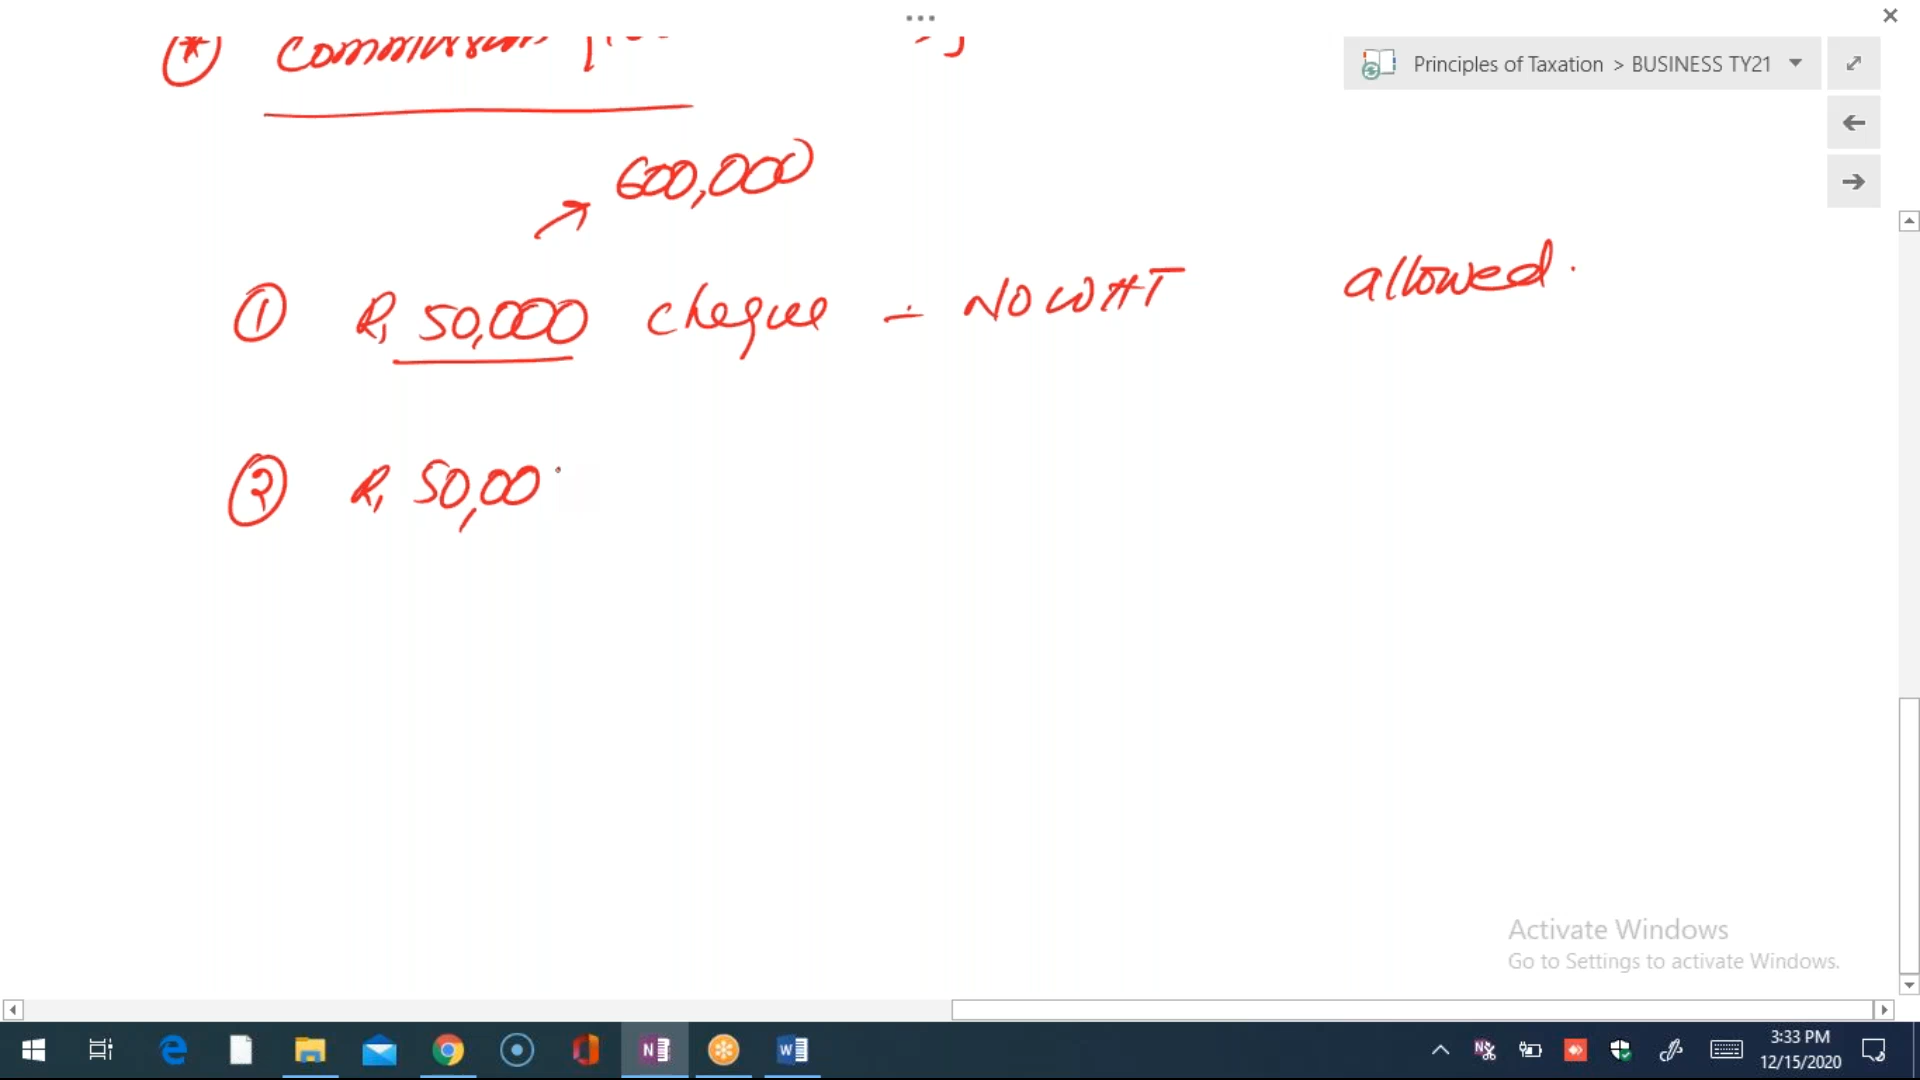 Principles of Taxation > BUSINESS TY21
* Commission
600,000
① Rs 50,000 cheque - NO WHT allowed.
② Rs 50,00
Activate Windows
Go to Settings to activate Windows.
3:33 PM
12/15/2020